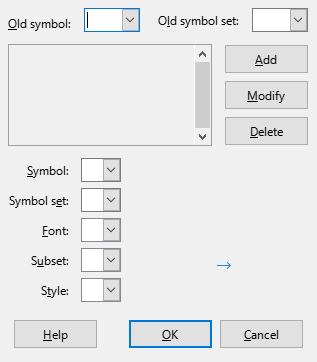 Old symbol: Old symbol set:
Add
Modify
Delete
Symbol:
Symbol set:
Font:
Subset:
→
Style:
Help OK Cancel